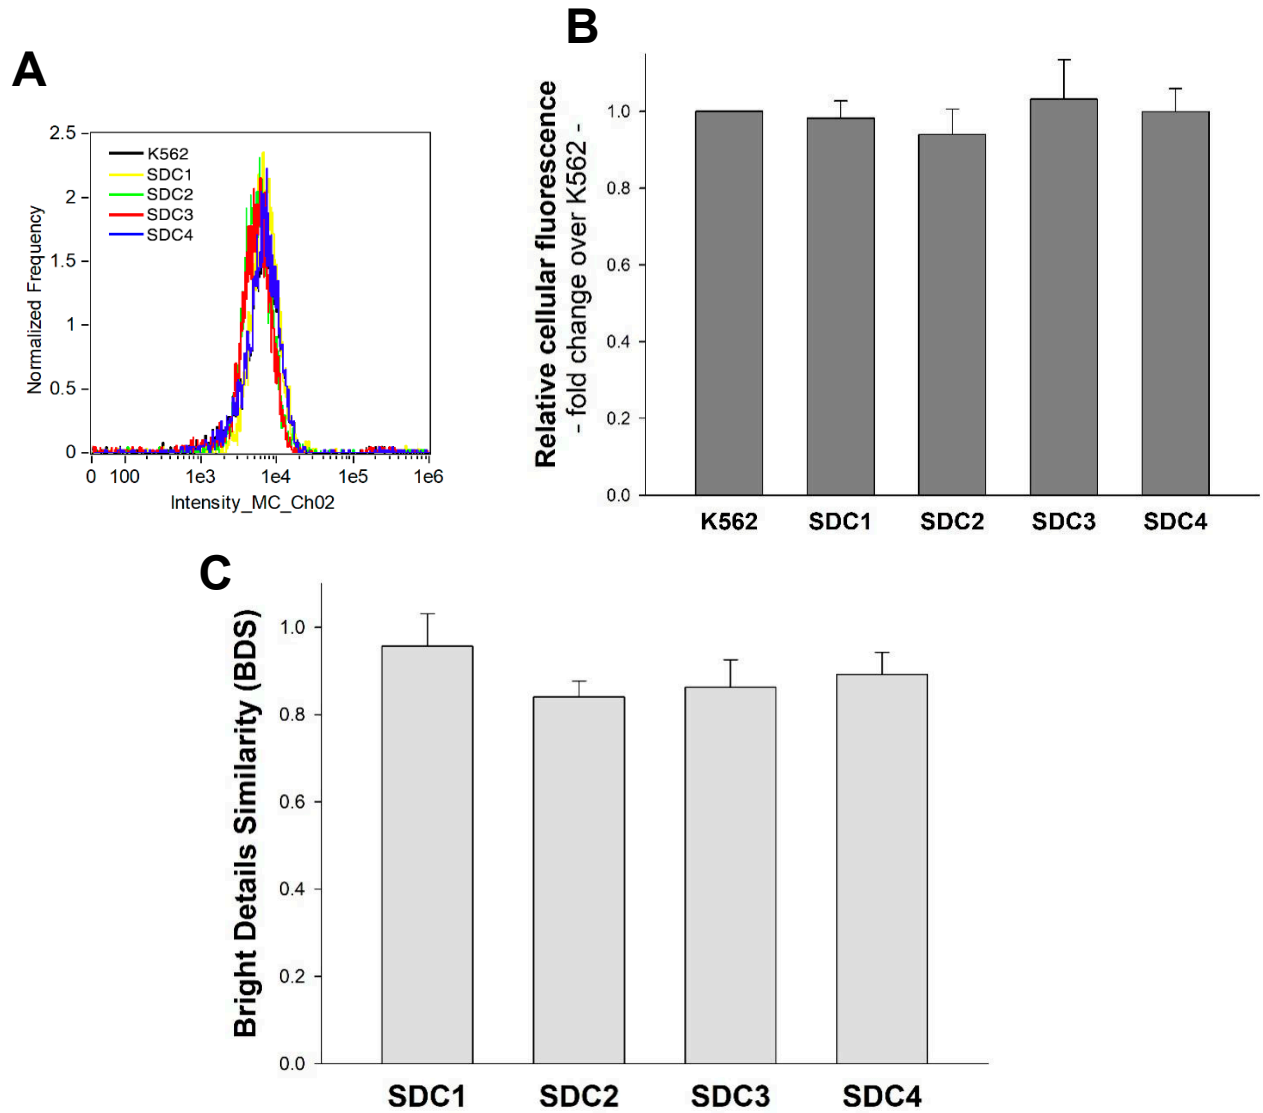 A
2.5
2
1.5
1
0.5
0
Normalized Frequency
K562
SDC1
SDC2
SDC3
SDC4
0 100 1e3 1e4 1e5 1e6
Intensity_MC_Ch02
B
Relative cellular fluorescence
- fold change over K562 -
1.0
0.8
0.6
0.4
0.2
0.0
K562 SDC1 SDC2 SDC3 SDC4
C
Bright Details Similarity (BDS)
1.0
0.8
0.6
0.4
0.2
0.0
SDC1 SDC2 SDC3 SDC4